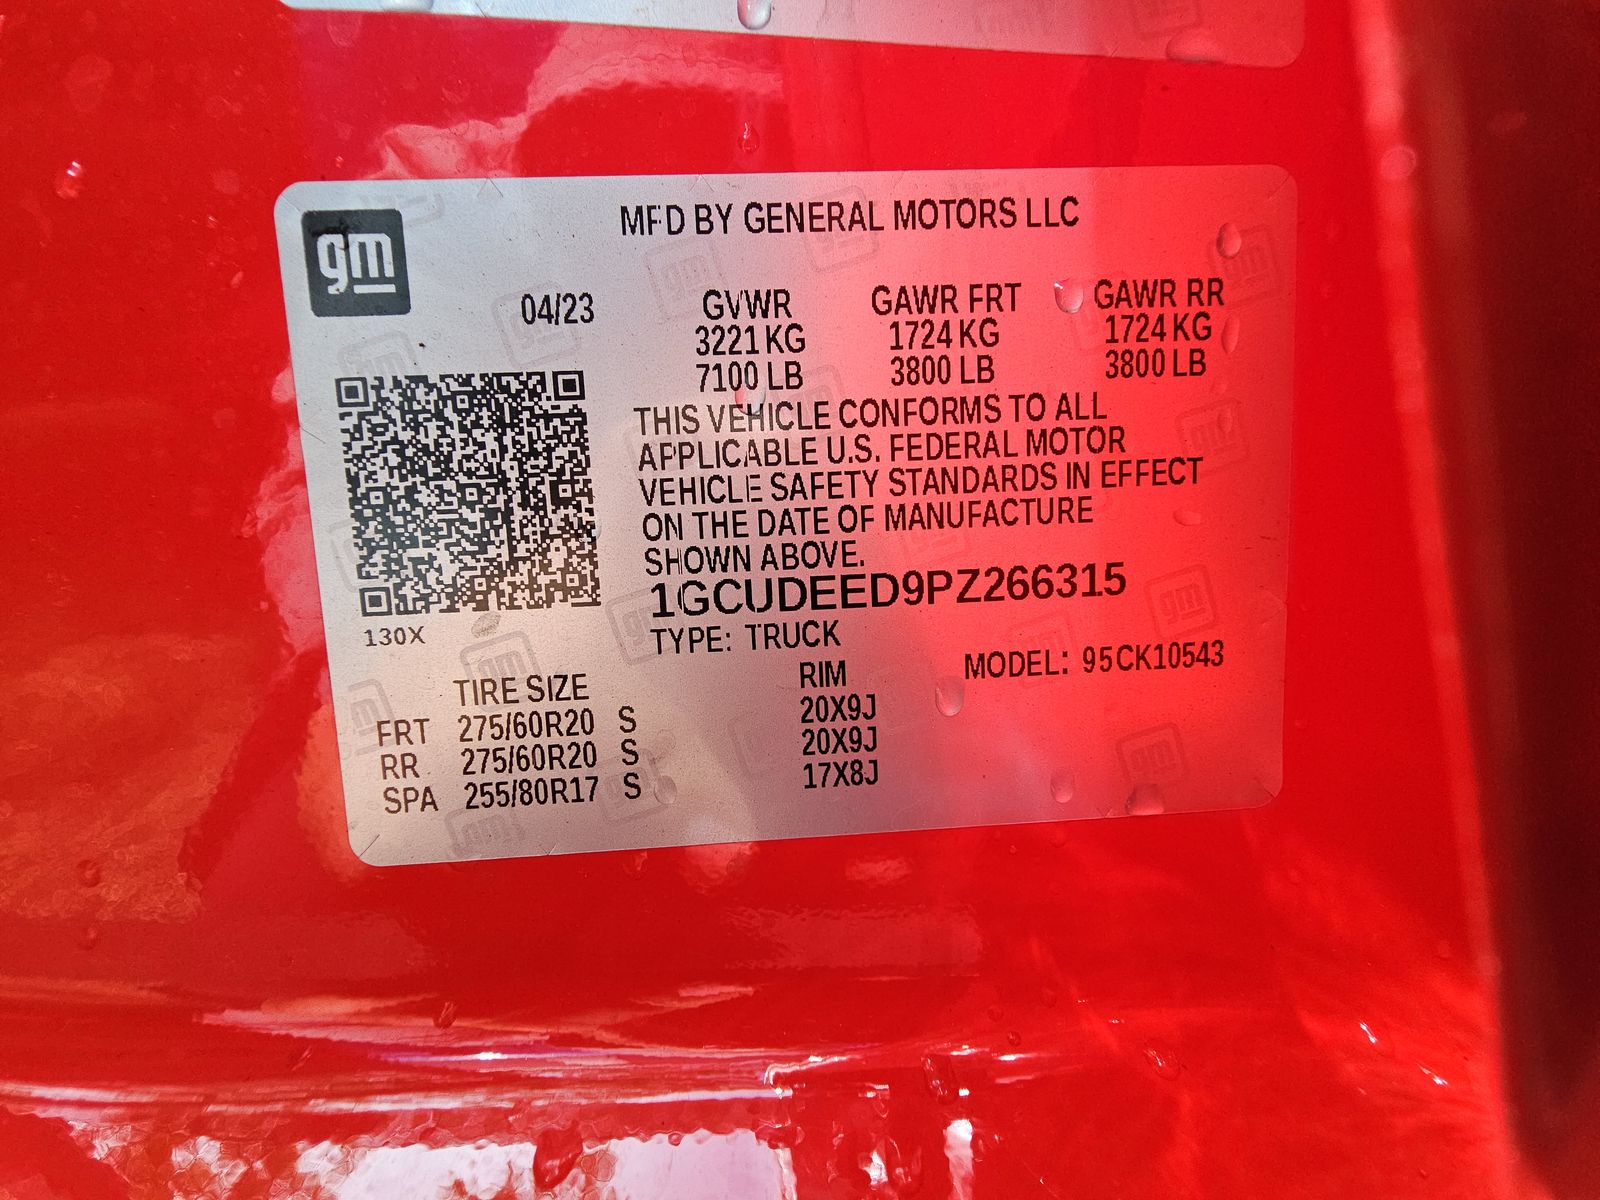 gm
MFD BY GENERAL MOTORS LLC
04/23
GVWR GAWR FRT GAWR RR
3221 KG 1724 KG 1724 KG
7100 LB 3800 LB 3800 LB
THIS VEHICLE CONFORMS TO ALL
APPLICABLE U.S. FEDERAL MOTOR
VEHICLE SAFETY STANDARDS IN EFFECT
ON THE DATE OF MANUFACTURE
SHOWN ABOVE.
1GCUDEED9PZ266315
130X
TYPE: TRUCK
MODEL: 95CK10543
TIRE SIZE RIM
FRT 275/60R20 S 20X9J
RR 275/60R20 S 20X9J
SPA 255/80R17 S 17X8J